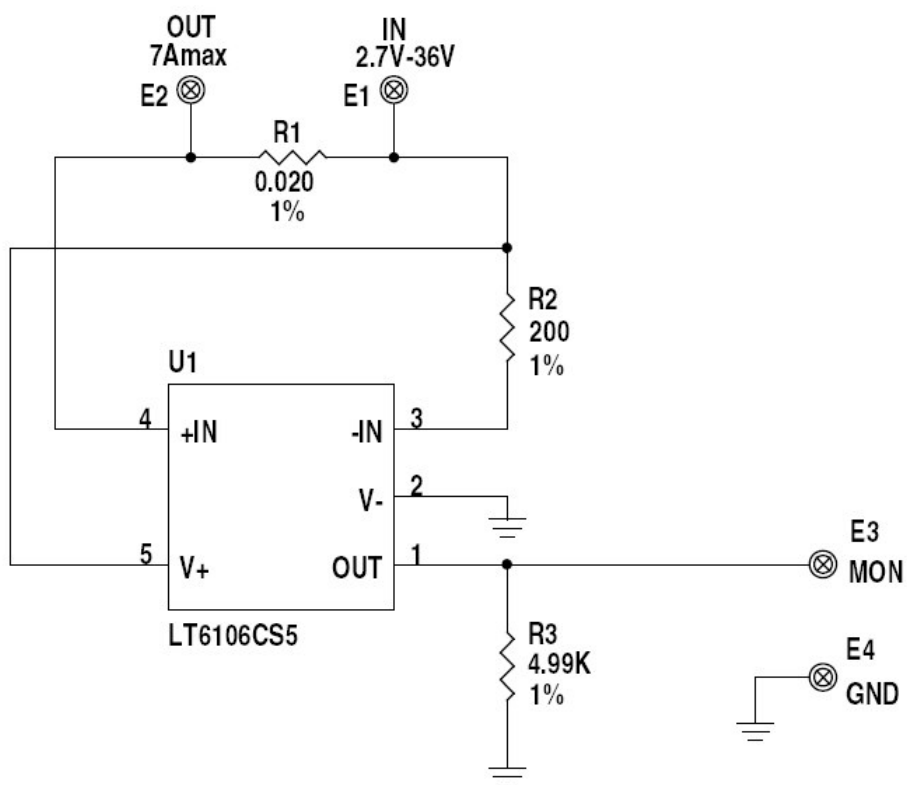 OUT
7Amax
E2
IN
2.7V-36V
E1
R1
0.020
1%
R2
200
1%
U1
4
+IN
-IN
3
V-
2
5
V+
OUT
1
LT6106CS5
R3
4.99K
1%
E3
MON
E4
GND